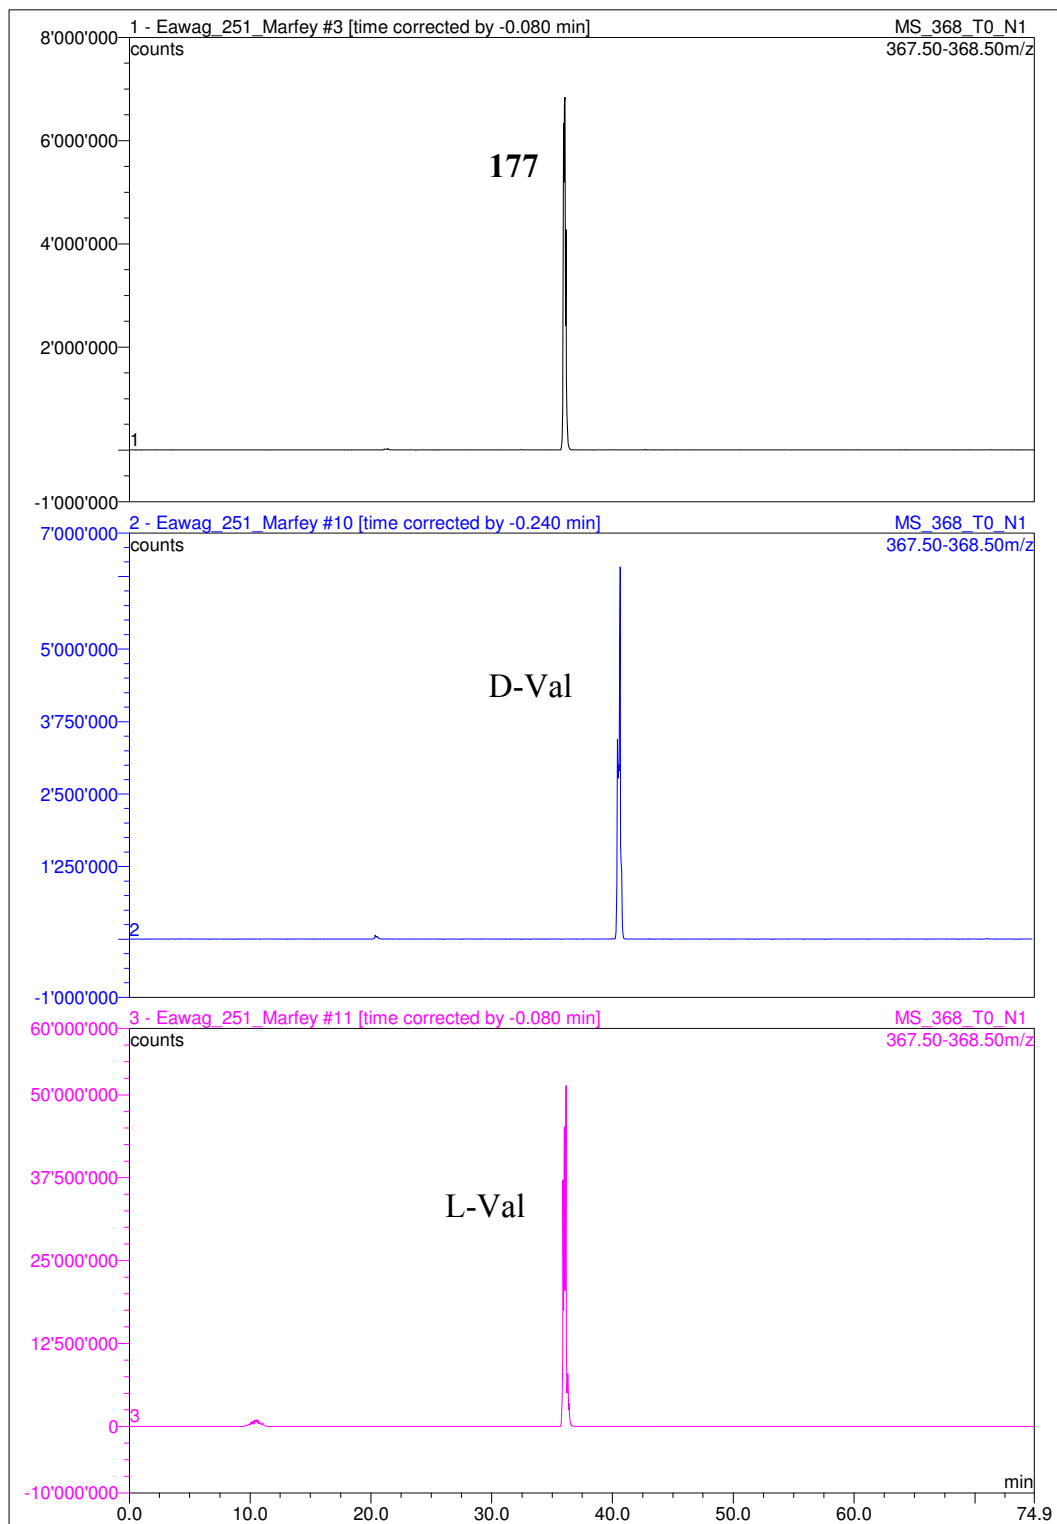 1 - Eawag_251_Marfey #3 [time corrected by -0.080 min] MS_368_T0_N1
8'000'000 counts 367.50-368.50m/z
6'000'000
177
4'000'000
2'000'000
1
-1'000'000
2 - Eawag_251_Marfey #10 [time corrected by -0.240 min] MS_368_T0_N1
7'000'000 counts 367.50-368.50m/z
5'000'000
D-Val
3'750'000
2'500'000
1'250'000
2
-1'000'000
3 - Eawag_251_Marfey #11 [time corrected by -0.080 min] MS_368_T0_N1
60'000'000 counts 367.50-368.50m/z
50'000'000
37'500'000
L-Val
25'000'000
12'500'000
0 3
min
-10'000'000
0.0 10.0 20.0 30.0 40.0 50.0 60.0 74.9